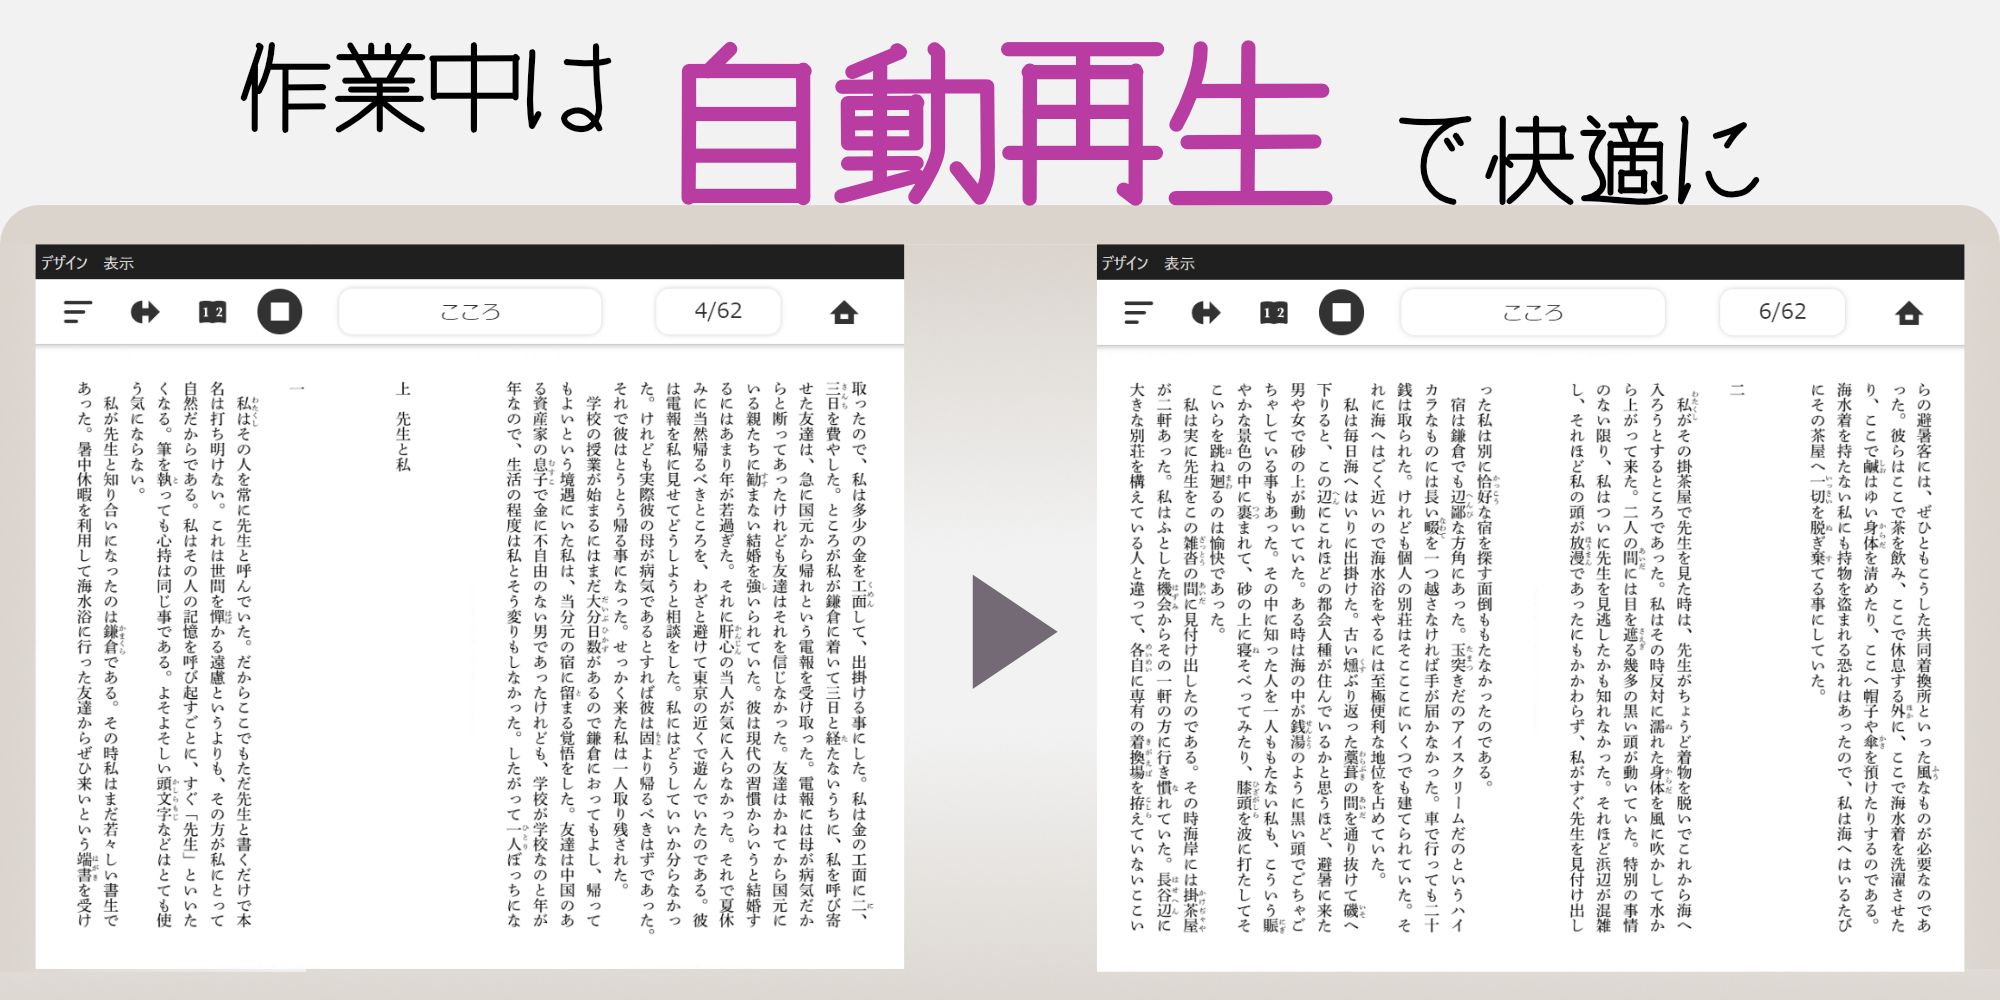 作業中は 自動再生 で快適に
デザイン 表示
1 2
こころ
4/62
上 先生と私
一
私はその人を常に先生と呼んでいた。だからここでもただ先生と書くだけで本
名は打ち明けない。これは世間を憚かる遠慮というよりも、その方が私にとって
自然だからである。私はその人の記憶を呼び起すごとに、すぐ「先生」といいた
くなる。筆を執っても心持は同じ事である。よそよそしい頭文字などはとても使
う気にならない。
私が先生と知り合いになったのは鎌倉である。その時私はまだ若々しい書生で
あった。暑中休暇を利用して海水浴に行った友達からぜひ来いという端書を受け
取ったので、私は多少の金を工面して、出掛ける事にした。私は金の工面に二、
三日を費やした。ところが私が鎌倉に着いて三日と経たないうちに、私を呼び寄
せた友達は、急に国元から帰れという電報を受け取った。電報には母が病気だか
らと断ってあったけれども友達はそれを信じなかった。友達はかねてから国元に
いる親たちに勧まない結婚を強いられていた。彼は現代の習慣からいうと結婚す
るにはあまり年が若過ぎた。それに肝心の当人が気に入らなかった。それで夏休
みに当然帰るべきところを、わざと避けて東京の近くで遊んでいたのである。彼
は電報を私に見せてどうしようと相談をした。私にはどうしていいか分らなかっ
た。けれども実際彼の母が病気であるとすれば彼は固より帰るべきはずであった。
それで彼はとうとう帰る事になった。せっかく来た私は一人取り残された。
学校の授業が始まるにはまだ大分日数があるので鎌倉におってもよし、帰って
もよいという境遇にいた私は、当分元の宿に留まる覚悟をした。友達は中国のあ
る資産家の息子で金に不自由のない男であったけれども、学校が学校なのと年が
年なので、生活の程度は私とそう変りもしなかった。したがって一人ぼっちにな
デザイン 表示
1 2
こころ
6/62
った私は別に恰好な宿を探す面倒ももたなかったのである。
宿は鎌倉でも辺鄙な方角にあった。玉突きだのアイスクリームだのというハイ
カラなものには長い畷を一つ越さなければ手が届かなかった。車で行っても二十
銭は取られた。けれども個人の別荘はそこここにいくつでも建てられていた。そ
れに海へはごく近いので海水浴をやるには至極便利な地位を占めていた。
私は毎日海へはいりに出掛けた。古い燻ぶり返った藁葺の間を通り抜けて磯へ
下りると、この辺にこれほどの都会人種が住んでいるかと思うほど、避暑に来た
男や女で砂の上が動いていた。ある時は海の中が銭湯のように黒い頭でごちゃご
ちゃしている事もあった。その中に知った人を一人ももたない私も、こういう賑
やかな景色の中に裹まれて、砂の上に寝そべってみたり、膝頭を波に打たしてそ
こいらを跳ね廻るのは愉快であった。
私は実に先生をこの雑沓の間に見付け出したのである。その時海岸には掛茶屋
が二軒あった。私はふとした機会からその一軒の方に行き慣れていた。長谷辺に
大きな別荘を構えている人と違って、各自に専有の着換場を拵えていないここい
らの避暑客には、ぜひともこうした共同着換所といった風なものが必要なのであ
った。彼らはここで茶を飲み、ここで休息する外に、ここで海水着を洗濯させた
り、ここで鹹はゆい身体を清めたり、ここへ帽子や傘を預けたりするのである。
海水着を持たない私にも持物を盗まれる恐れはあったので、私は海へはいるたび
にその茶屋へ一切を脱ぎ棄てる事にしていた。
二
私がその掛茶屋で先生を見た時は、先生がちょうど着物を脱いでこれから海へ
入ろうとするところであった。私はその時反対に濡れた身体を風に吹かして水か
ら上がって来た。二人の間には目を遮る幾多の黒い頭が動いていた。特別の事情
のない限り、私はついに先生を見逃したかも知れなかった。それほど浜辺が混雑
し、それほど私の頭が放漫であったにもかかわらず、私がすぐ先生を見付け出し